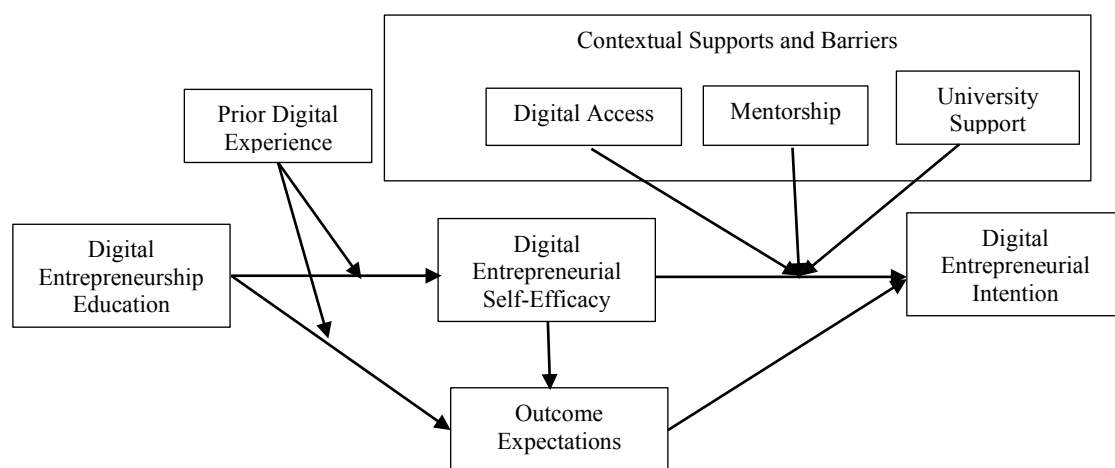 Contextual Supports and Barriers
Prior Digital
Experience
Digital Access
Mentorship
University
Support
Digital
Entrepreneurship
Education
Digital
Entrepreneurial
Self-Efficacy
Digital
Entrepreneurial
Intention
Outcome
Expectations